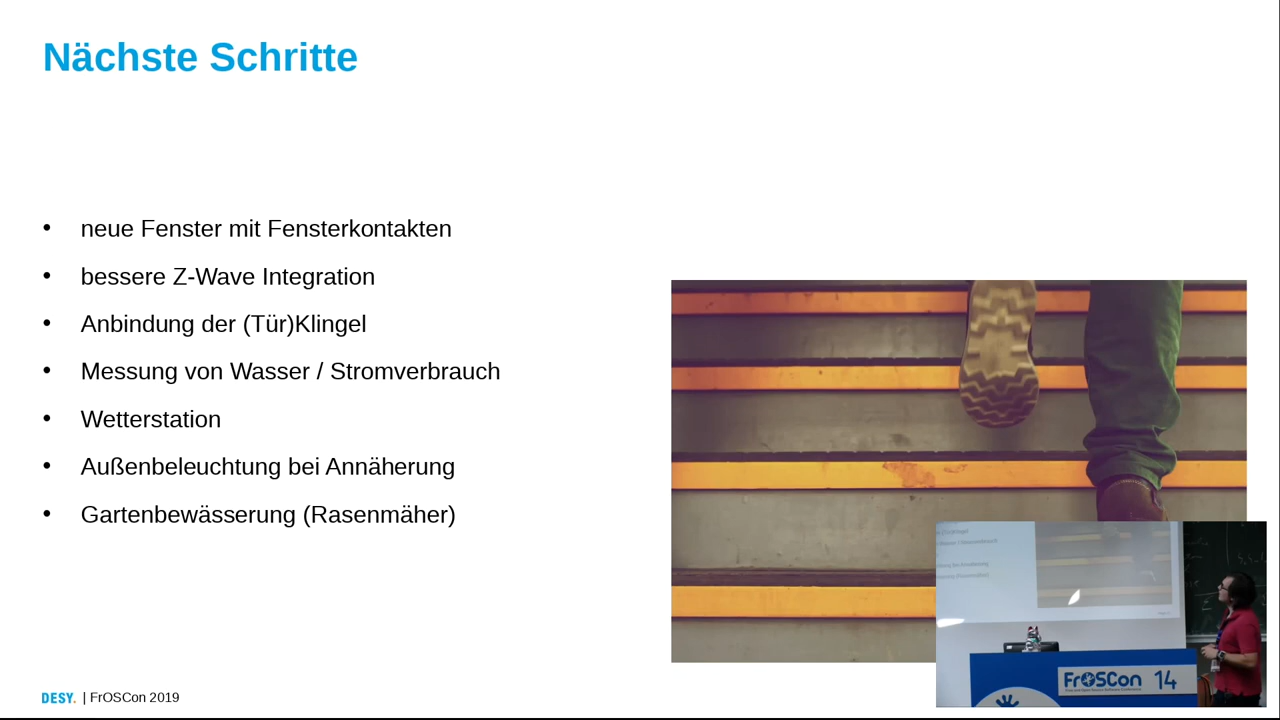 Nächste Schritte
• neue Fenster mit Fensterkontakten
• bessere Z-Wave Integration
• Anbindung der (Tür)Klingel
• Messung von Wasser / Stromverbrauch
• Wetterstation
• Außenbeleuchtung bei Annäherung
• Gartenbewässerung (Rasenmäher)
DESY. | FrOSCon 2019
FrOSCon 14